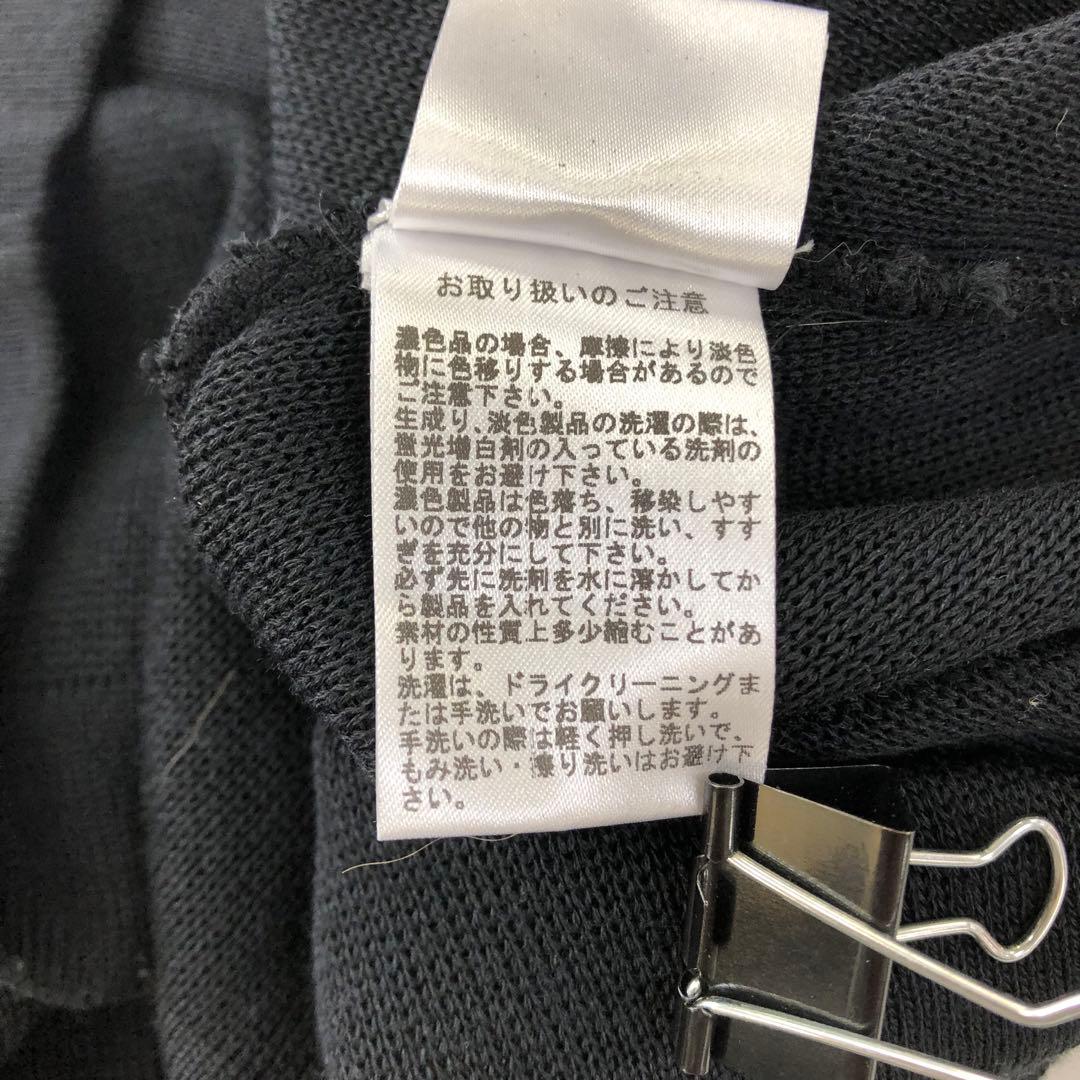 お取り扱いのご注意
濃色品の場合、摩擦により淡色
物に色移りする場合があるので
ご注意下さい。
生成り、淡色製品の洗濯の際は、
蛍光増白剤の入っている洗剤の
使用をお避け下さい。
濃色製品は色落ち、移染しやす
いので他の物と別に洗い、すす
ぎを充分にして下さい。
必ず先に洗剤を水に溶かしてか
ら製品を入れてください。
素材の性質上多少縮むことがあ
ります。
洗濯は、ドライクリーニングま
たは手洗いでお願いします。
手洗いの際は軽く押し洗いで、
もみ洗い・擦り洗いはお避け下
さい。